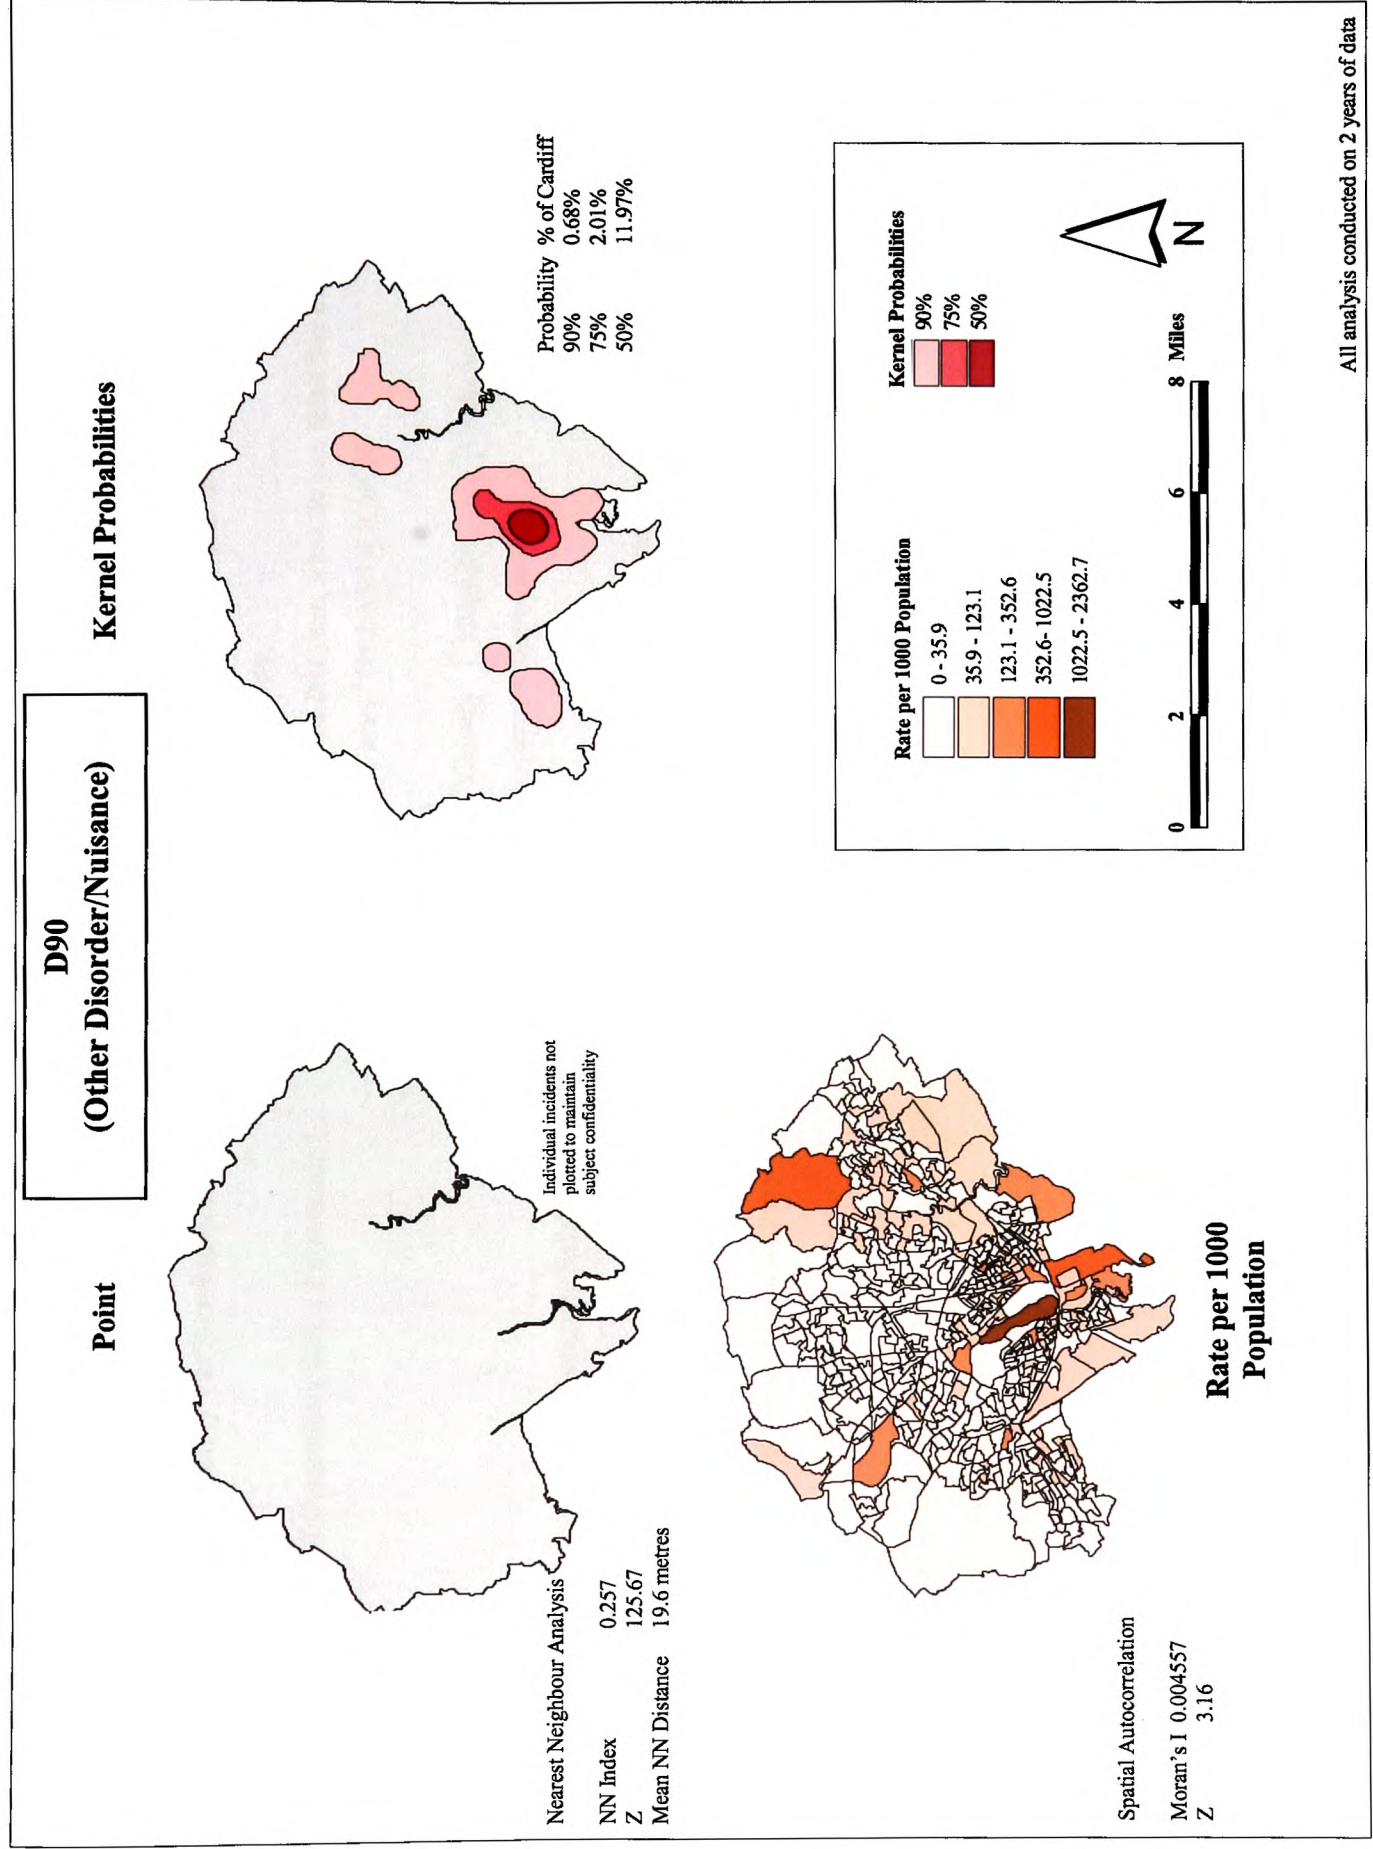 D90
(Other Disorder/Nuisance)
Point
Kernel Probabilities
Individual incidents not
plotted to maintain
subject confidentiality
Nearest Neighbour Analysis
NN Index 0.257
Z 125.67
Mean NN Distance 19.6 metres
Probability % of Cardiff
90% 0.68%
75% 2.01%
50% 11.97%
Spatial Autocorrelation
Moran's I 0.004557
Z 3.16
Rate per 1000
Population
Rate per 1000 Population
0 - 35.9
35.9 - 123.1
123.1 - 352.6
352.6- 1022.5
1022.5 - 2362.7
Kernel Probabilities
90%
75%
50%
0 2 4 6 8 Miles
N
All analysis conducted on 2 years of data